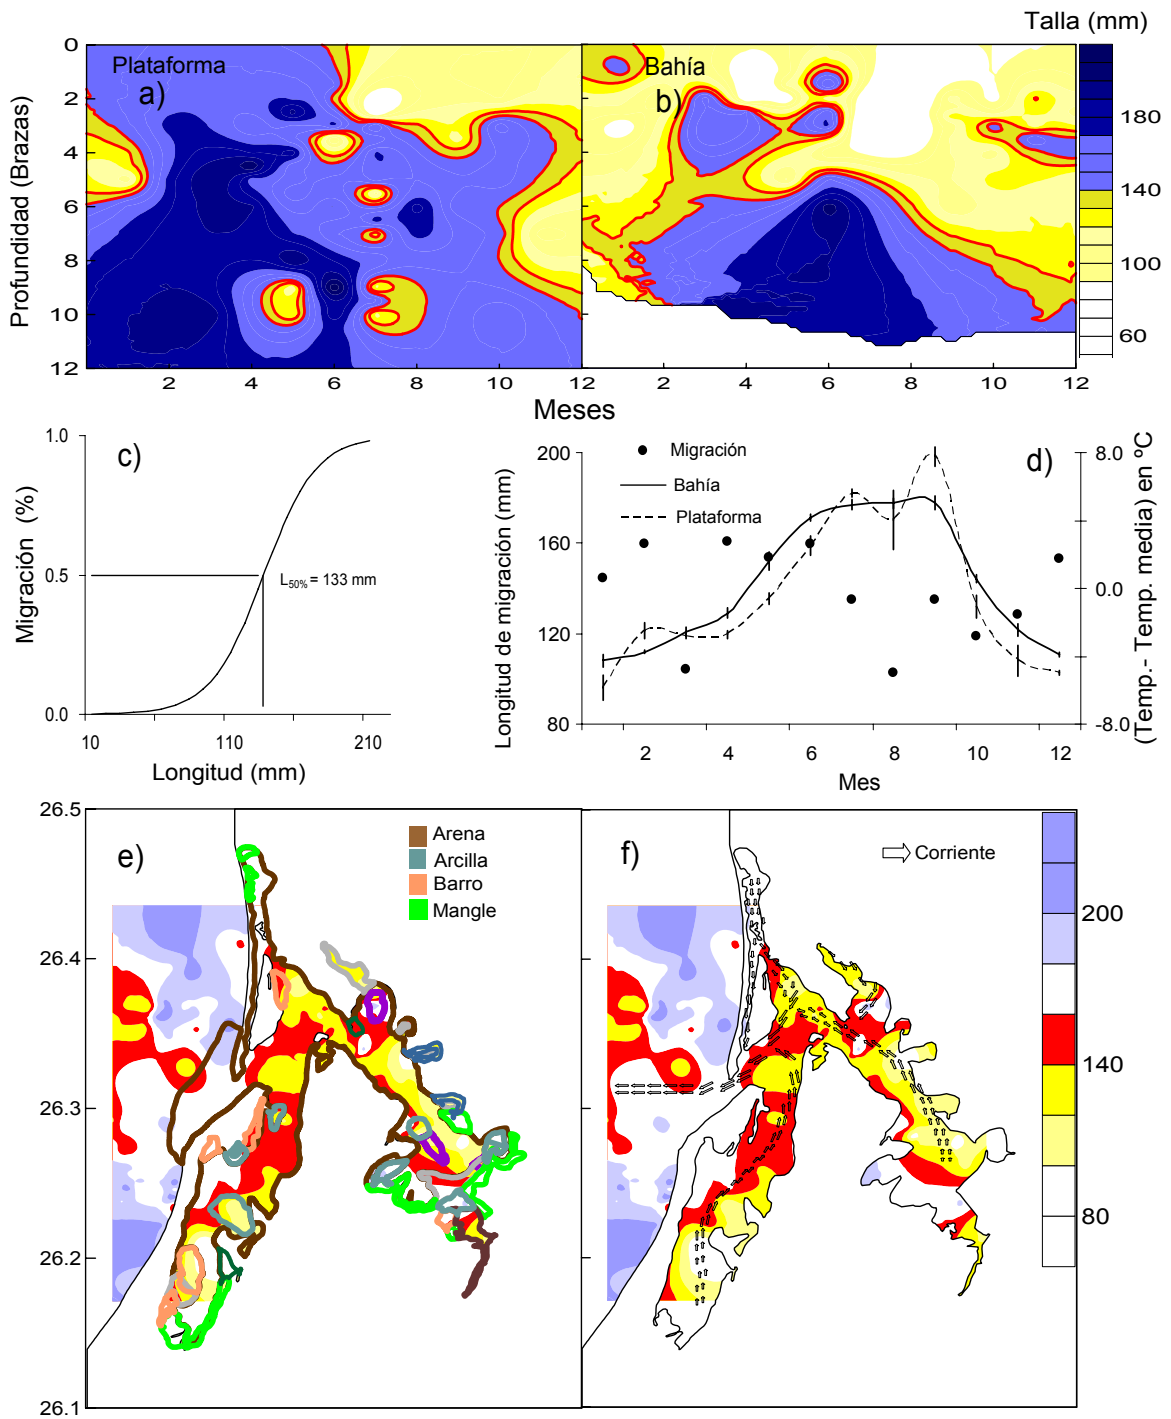 Talla (mm)
Plataforma
a)
Bahía
b)
0
2
4
6
8
10
12
Profundidad (Brazas)
2
4
6
8
10
12
2
4
6
8
10
12
180
140
100
60
Meses
c)
1.0
0.5
0.0
Migración (%)
L50% = 133 mm
10
110
210
Longitud (mm)
d)
Migración
Bahía
Plataforma
200
160
120
80
Longitud de migración (mm)
8.0
0.0
-8.0
(Temp.- Temp. media) en ºC
2
4
6
8
10
12
Mes
26.5
26.4
26.3
26.2
26.1
e)
Arena
Arcilla
Barro
Mangle
f)
Corriente
200
140
80